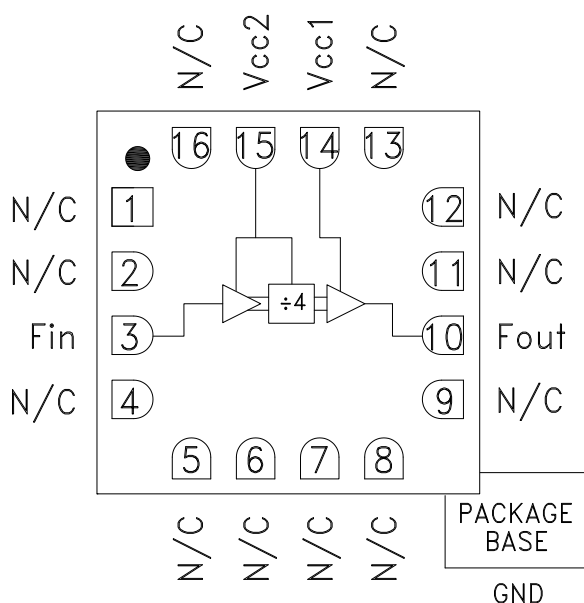 N/C
Vcc2
Vcc1
N/C
16 15 14 13
N/C 1 12 N/C
N/C 2 11 N/C
÷4
Fin 3 10 Fout
N/C 4 9 N/C
5 6 7 8
N/C
N/C
N/C
N/C
PACKAGE
BASE
GND